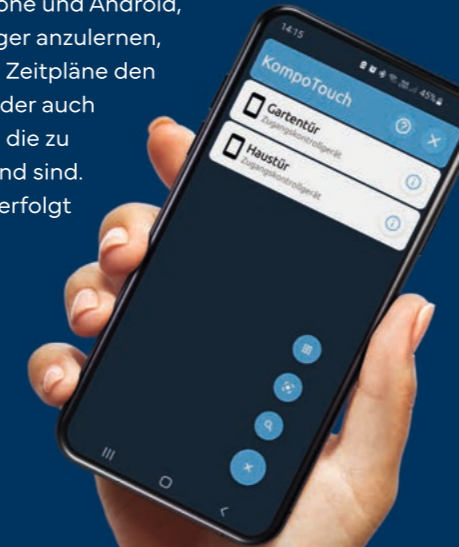 one und Android,
ger anzulernen,
Zeitpläne den
der auch
die zu
nd sind.
erfolgt
14:15
45%
KompoTouch
Gartentür
Zugangskontrollgerät
Haustür
Zugangskontrollgerät